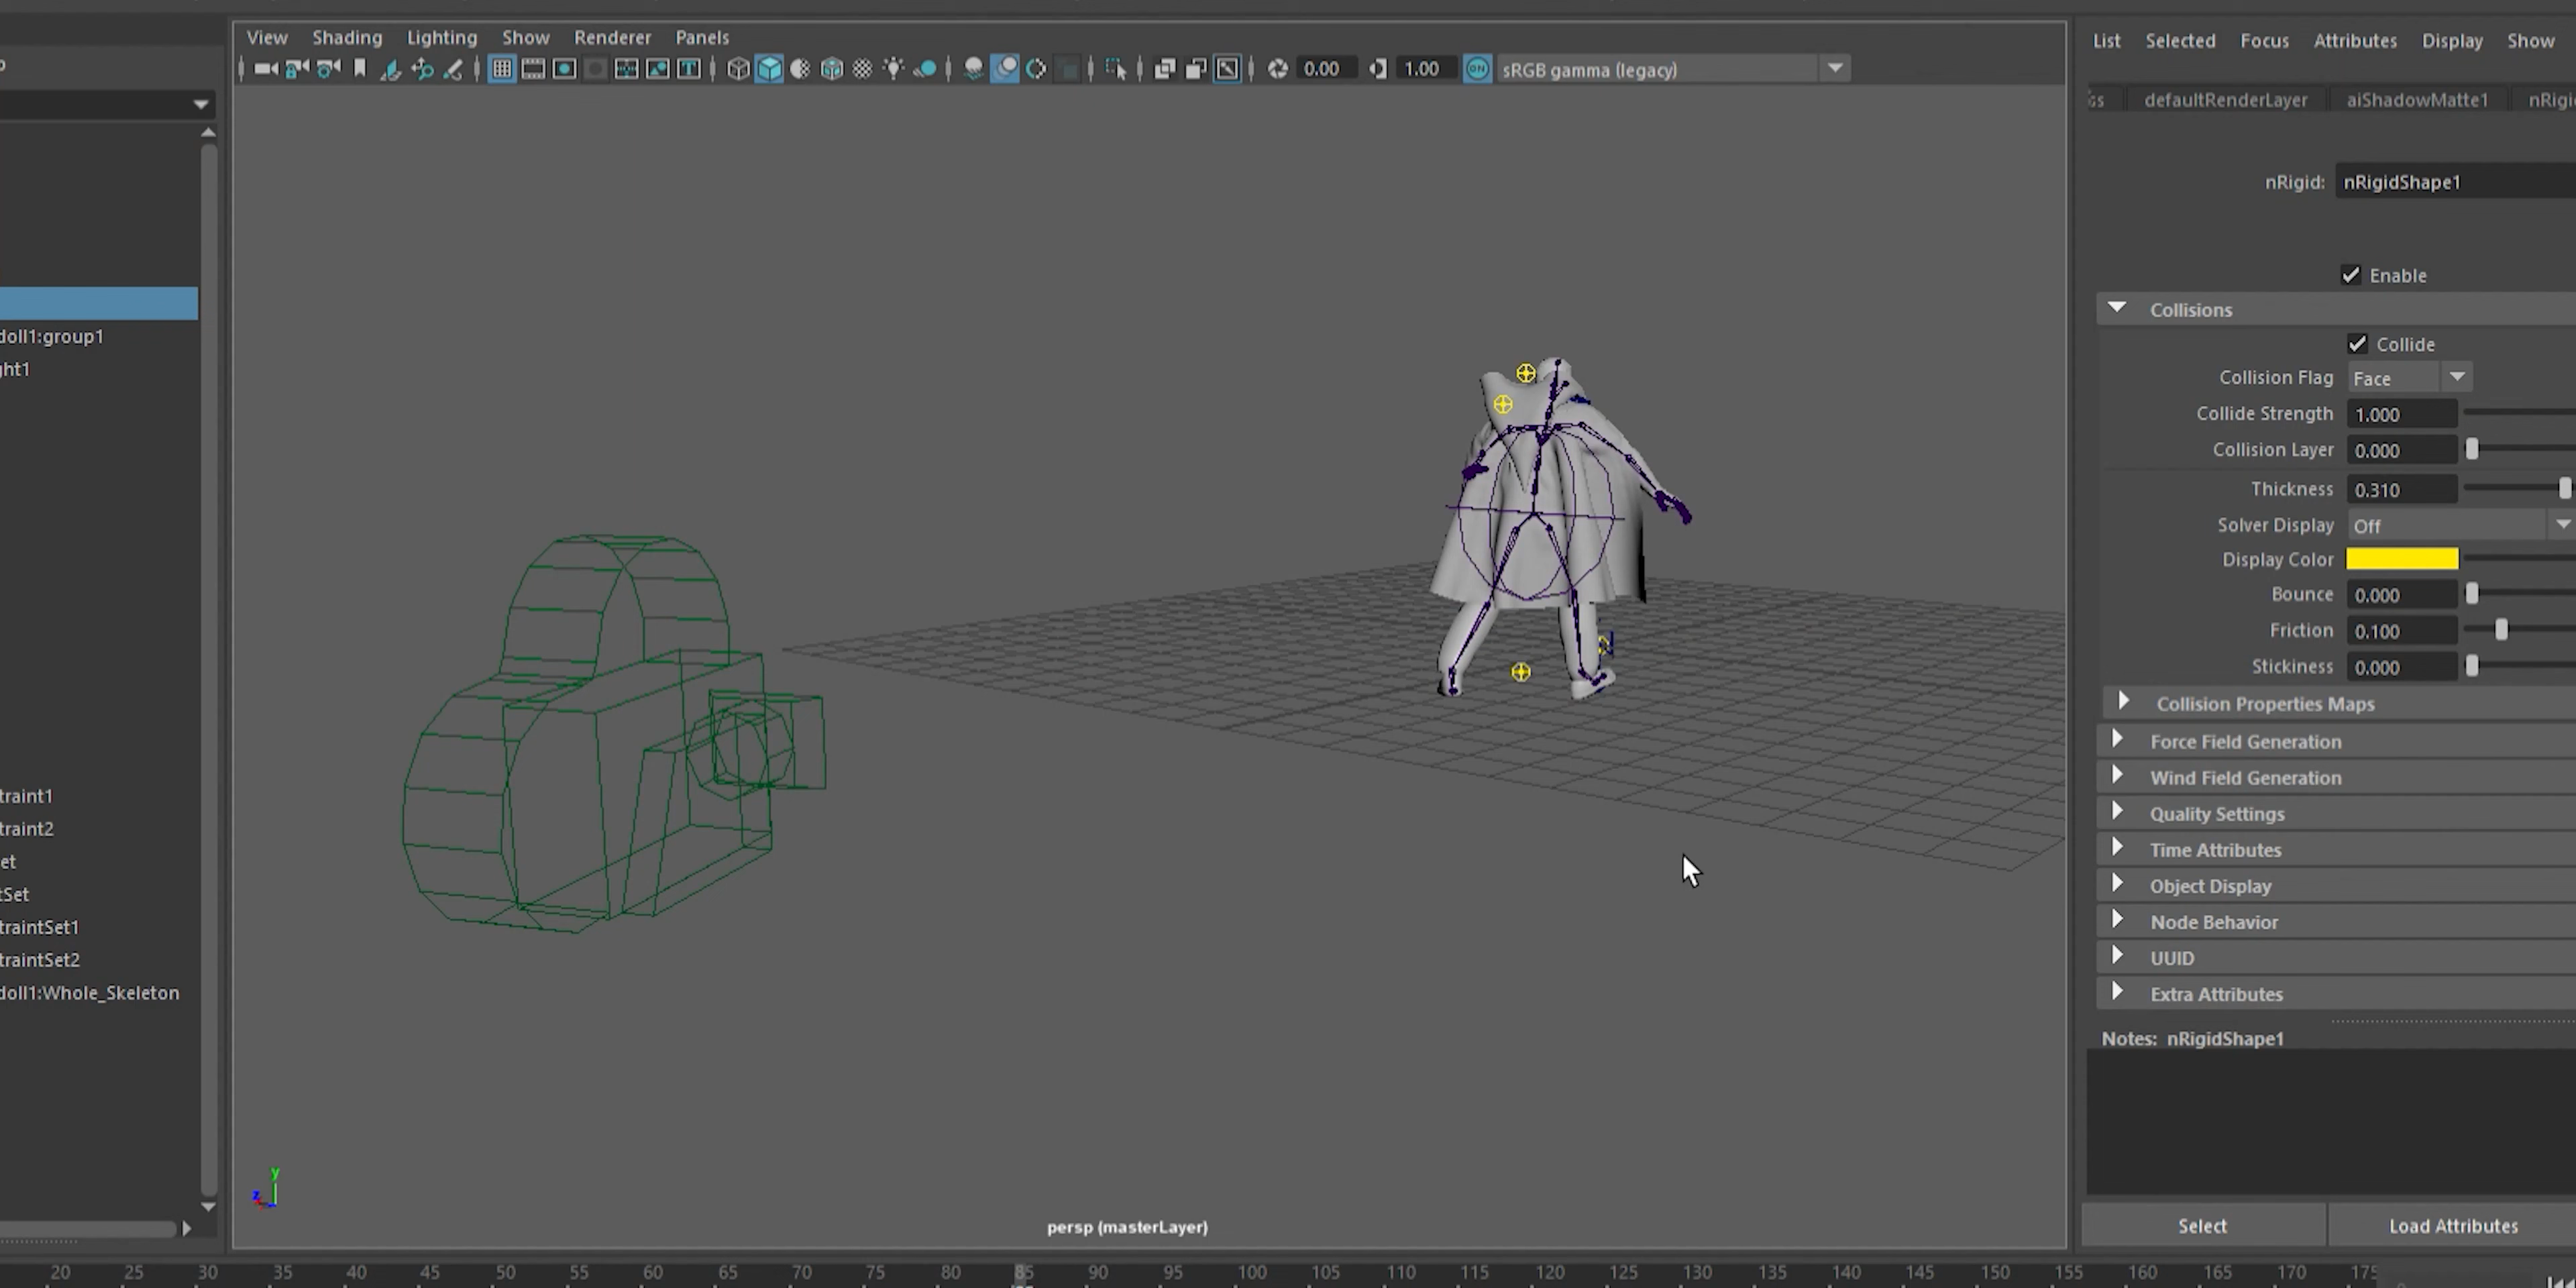 View Shading Lighting Show Renderer Panels
0.00 1.00 ON sRGB gamma (legacy)
doll1:group1
ght1
traint1
traint2
et
tSet
traintSet1
traintSet2
doll1:Whole_Skeleton
y
z
persp (masterLayer)
List Selected Focus Attributes Display Show
defaultRenderLayer aiShadowMatte1 nRigi
nRigid: nRigidShape1
Enable
Collisions
Collide
Collision Flag Face
Collide Strength 1.000
Collision Layer 0.000
Thickness 0.310
Solver Display Off
Display Color
Bounce 0.000
Friction 0.100
Stickiness 0.000
Collision Properties Maps
Force Field Generation
Wind Field Generation
Quality Settings
Time Attributes
Object Display
Node Behavior
UUID
Extra Attributes
Notes: nRigidShape1
Select Load Attributes
20 25 30 35 40 45 50 55 60 65 70 75 80 85 90 95 100 105 110 115 120 125 130 135 140 145 150 155 160 165 170 175